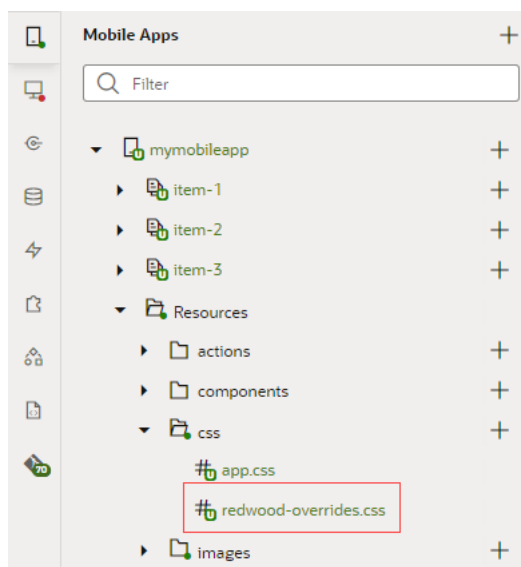 Mobile Apps
Filter
mymobileapp
item-1
item-2
item-3
Resources
actions
components
css
app.css
redwood-overrides.css
images
70